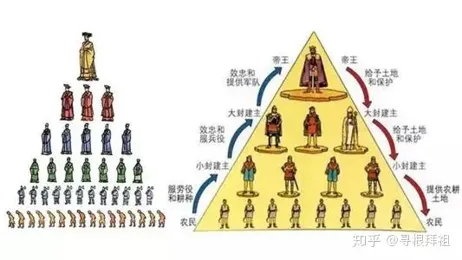 帝王
帝王
效忠和
提供军队
给予土地
和保护
大封建主
大封建主
效忠和
服兵役
给予土地
和保护
小封建主
小封建主
服劳役
和耕种
提供农耕
土地
农民
农民
知乎 @寻根拜祖